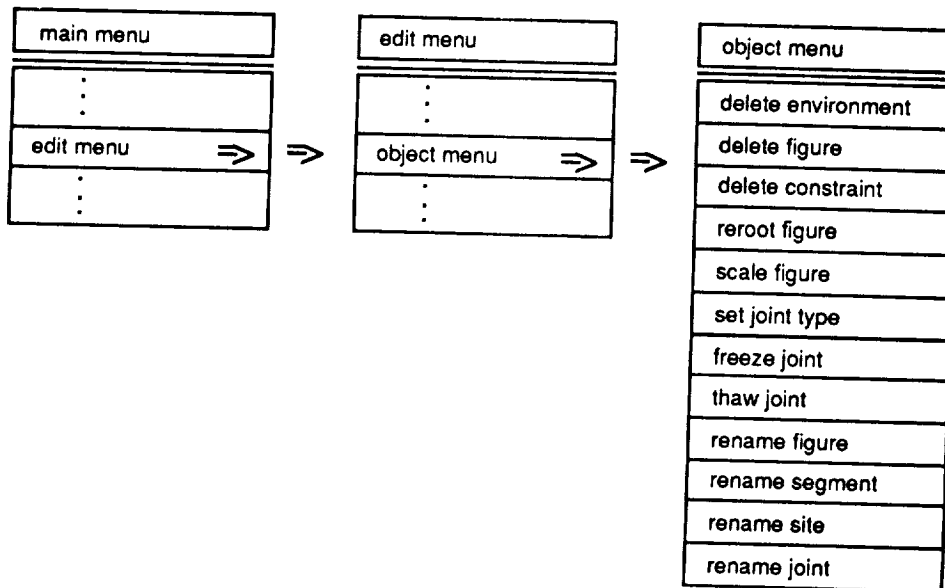 main menu
edit menu
edit menu
object menu
object menu
delete environment
delete figure
delete constraint
reroot figure
scale figure
set joint type
freeze joint
thaw joint
rename figure
rename segment
rename site
rename joint